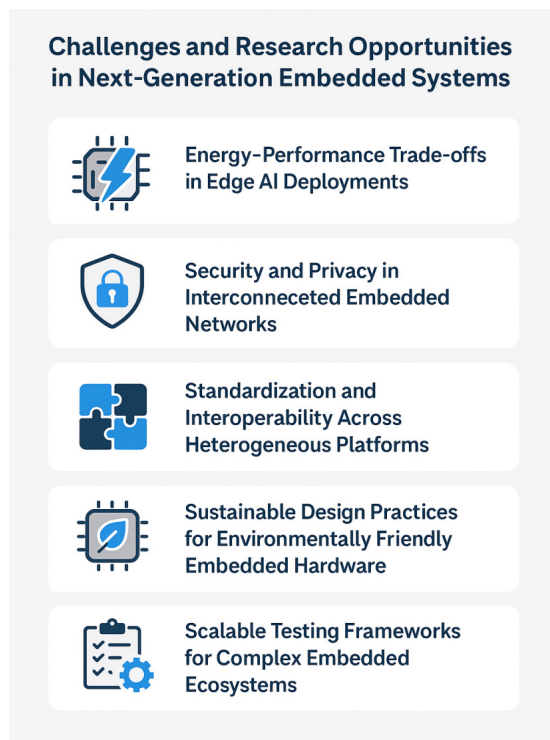 Challenges and Research Opportunities
in Next-Generation Embedded Systems
Energy-Performance Trade-offs
in Edge AI Deployments
Security and Privacy in
Interconneceted Embedded
Networks
Standardization and
Interoperability Across
Heterogeneous Platforms
Sustainable Design Practices
for Environmentally Friendly
Embedded Hardware
Scalable Testing Frameworks
for Complex Embedded
Ecosystems